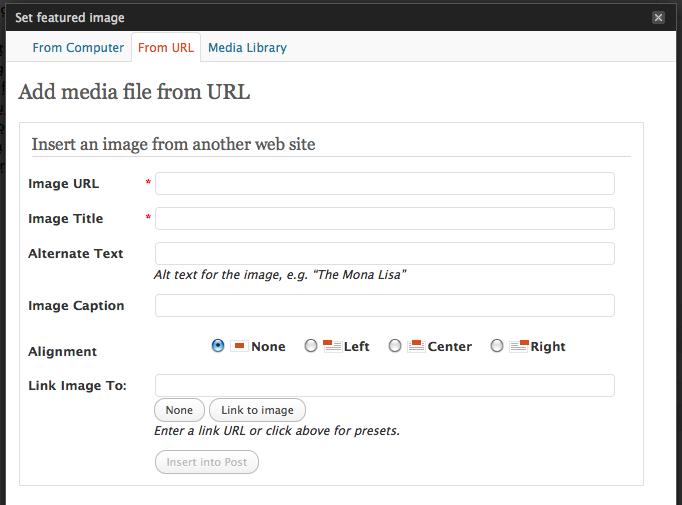 Set featured image
From Computer From URL Media Library
Add media file from URL
Insert an image from another web site
Image URL *
Image Title *
Alternate Text
Alt text for the image, e.g. “The Mona Lisa”
Image Caption
Alignment None Left Center Right
Link Image To:
None Link to image
Enter a link URL or click above for presets.
Insert into Post